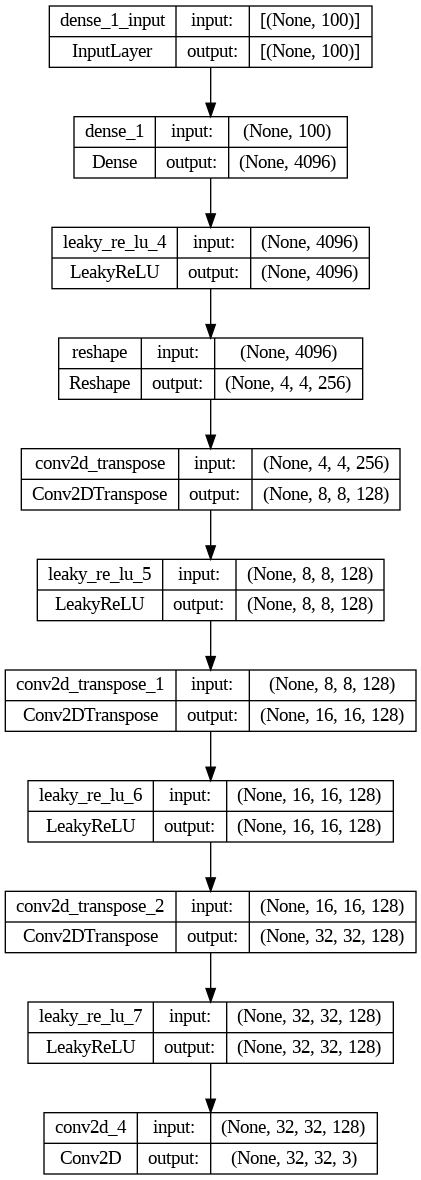 dense_1_input input: [(None, 100)]
InputLayer output: [(None, 100)]
dense_1 input: (None, 100)
Dense output: (None, 4096)
leaky_re_lu_4 input: (None, 4096)
LeakyReLU output: (None, 4096)
reshape input: (None, 4096)
Reshape output: (None, 4, 4, 256)
conv2d_transpose input: (None, 4, 4, 256)
Conv2DTranspose output: (None, 8, 8, 128)
leaky_re_lu_5 input: (None, 8, 8, 128)
LeakyReLU output: (None, 8, 8, 128)
conv2d_transpose_1 input: (None, 8, 8, 128)
Conv2DTranspose output: (None, 16, 16, 128)
leaky_re_lu_6 input: (None, 16, 16, 128)
LeakyReLU output: (None, 16, 16, 128)
conv2d_transpose_2 input: (None, 16, 16, 128)
Conv2DTranspose output: (None, 32, 32, 128)
leaky_re_lu_7 input: (None, 32, 32, 128)
LeakyReLU output: (None, 32, 32, 128)
conv2d_4 input: (None, 32, 32, 128)
Conv2D output: (None, 32, 32, 3)